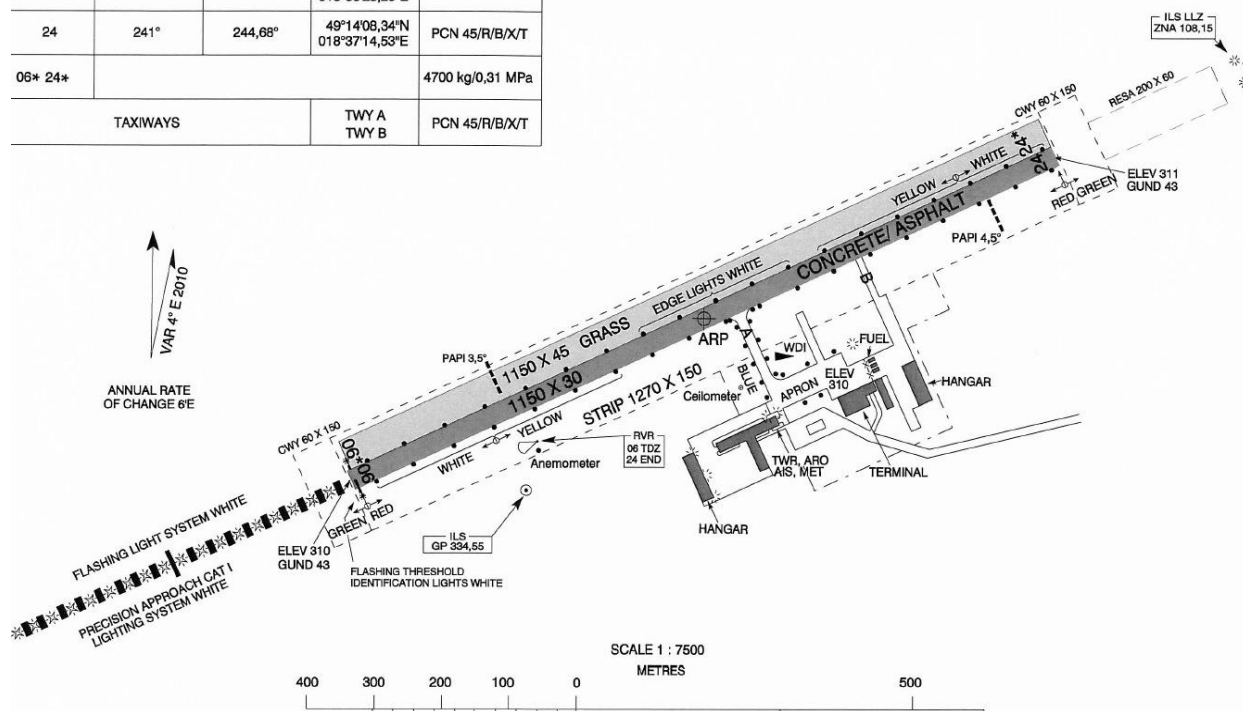 24
241°
244,68°
49°14'08,34"N
018°37'14,53"E
PCN 45/R/B/X/T
06* 24*
4700 kg/0,31 MPa
TAXIWAYS
TWY A
TWY B
PCN 45/R/B/X/T
ILS LLZ
ZNA 108,15
RESA 200 X 60
CWY 60 X 150
24*
24
ELEV 311
GUND 43
RED GREEN
YELLOW
WHITE
PAPI 4,5°
CONCRETE/ ASPHALT
EDGE LIGHTS WHITE
B
VAR 4° E 2010
ANNUAL RATE
OF CHANGE 6'E
PAPI 3,5°
1150 X 45 GRASS
1150 X 30
ARP
A
WDI
FUEL
BLUE
APRON
ELEV
310
HANGAR
Ceilometer
STRIP 1270 X 150
CWY 60 X 150
06*
06
WHITE
YELLOW
RVR
06 TDZ
24 END
Anemometer
TWR, ARO
AIS, MET
TERMINAL
HANGAR
GREEN RED
ILS
GP 334,55
ELEV 310
GUND 43
FLASHING THRESHOLD
IDENTIFICATION LIGHTS WHITE
FLASHING LIGHT SYSTEM WHITE
PRECISION APPROACH CAT I
LIGHTING SYSTEM WHITE
SCALE 1 : 7500
METRES
400 300 200 100 0 500